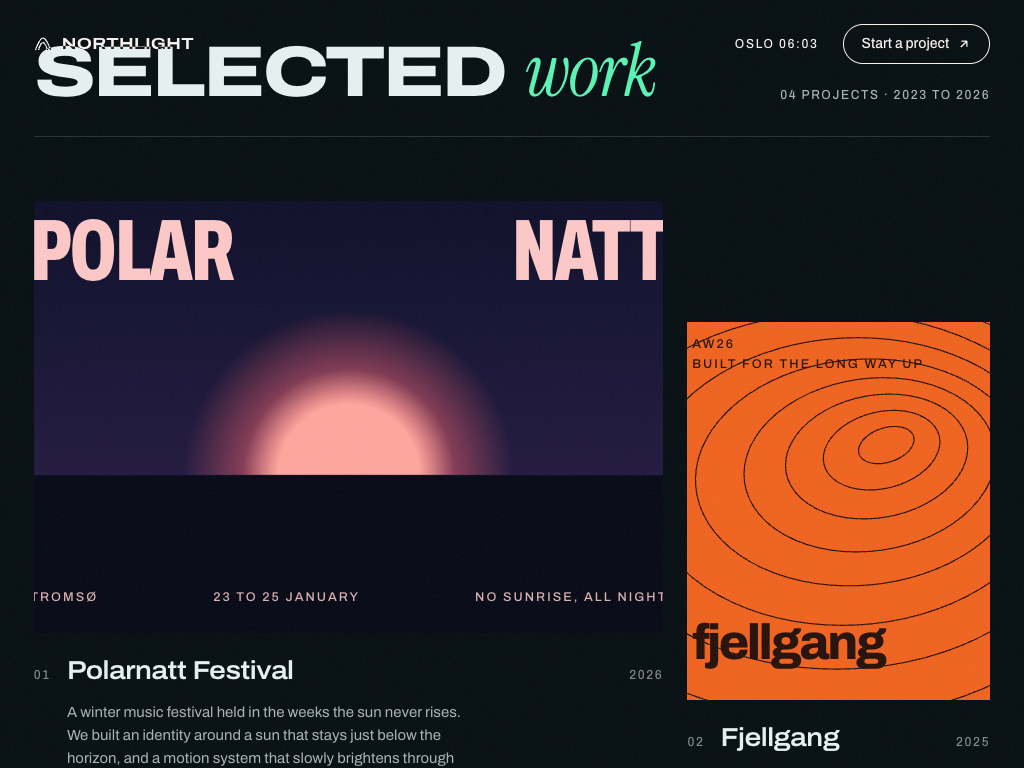 NORTHLIGHT
OSLO 06:03
Start a project
SELECTED work
04 PROJECTS · 2023 TO 2026
POLAR NATT
TROMSØ
23 TO 25 JANUARY
NO SUNRISE, ALL NIGHT
01 Polarnatt Festival 2026
A winter music festival held in the weeks the sun never rises.
We built an identity around a sun that stays just below the
horizon, and a motion system that slowly brightens through
AW26
BUILT FOR THE LONG WAY UP
fjellgang
02 Fjellgang 2025